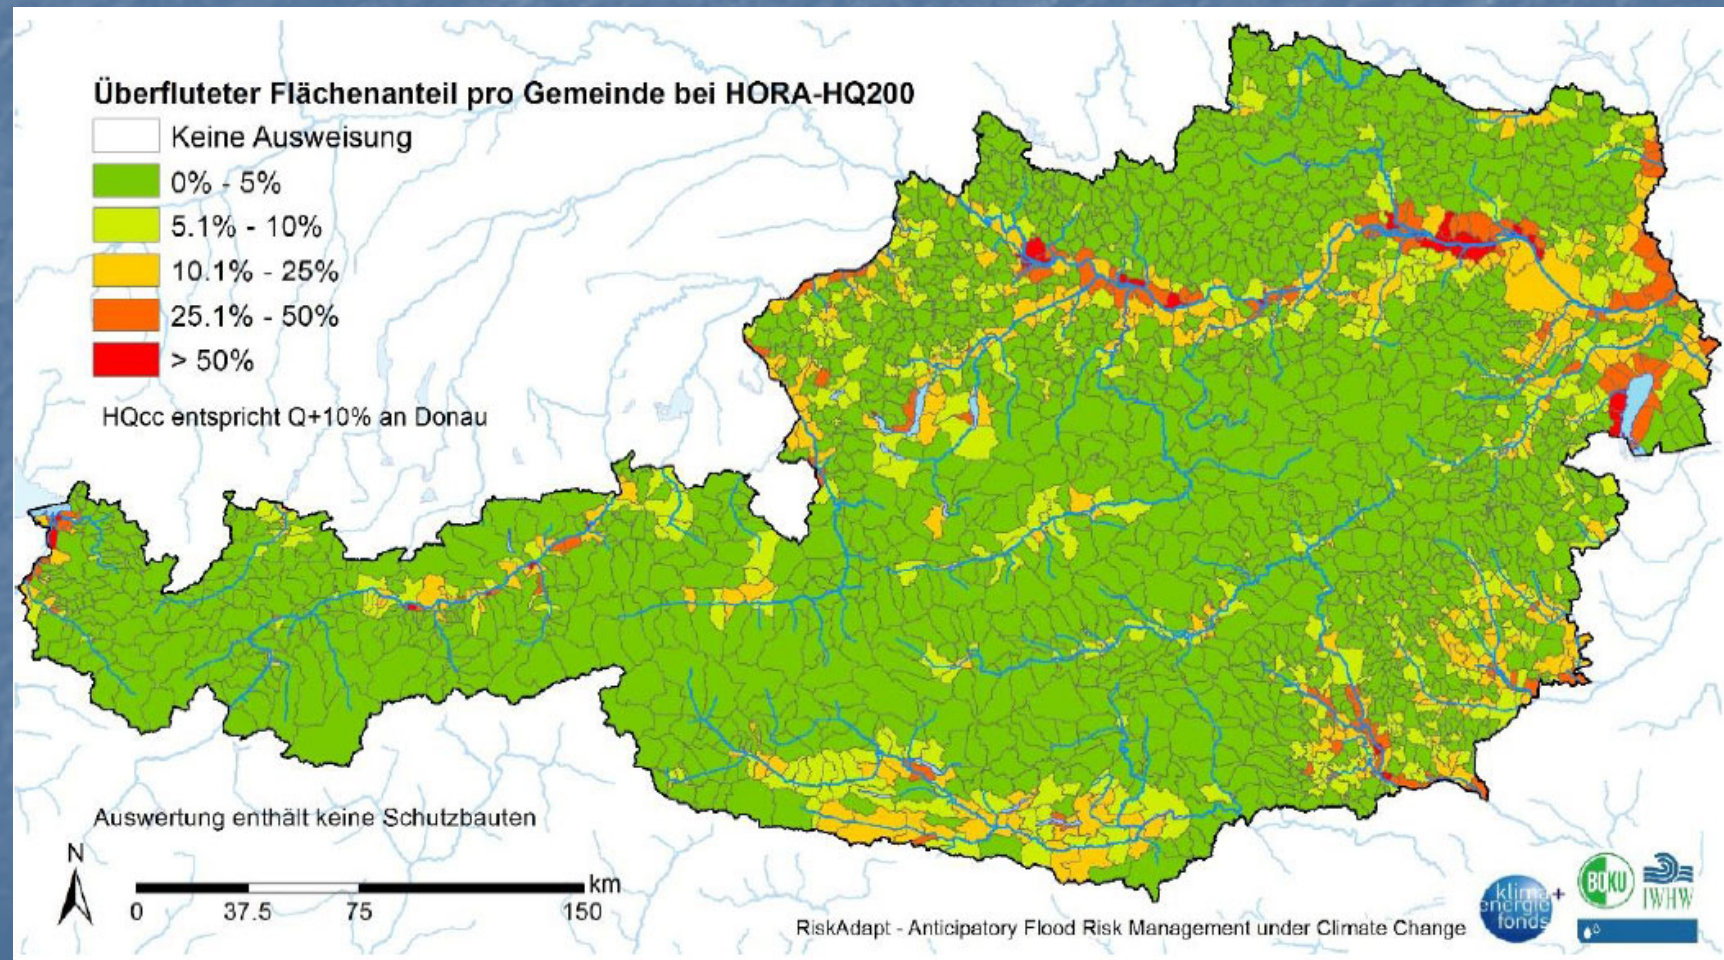 Überfluteter Flächenanteil pro Gemeinde bei HORA-HQ200
Keine Ausweisung
0% - 5%
5.1% - 10%
10.1% - 25%
25.1% - 50%
> 50%
HQcc entspricht Q+10% an Donau
Auswertung enthält keine Schutzbauten
N
km
0 37.5 75 150
RiskAdapt - Anticipatory Flood Risk Management under Climate Change
klima+
energie
fonds
BOKU
IWHW